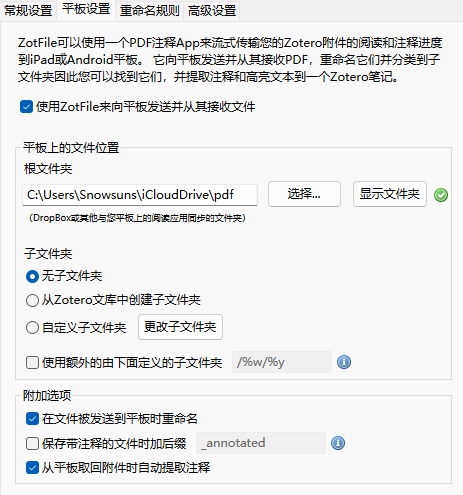 常规设置 平板设置 重命名规则 高级设置
ZotFile可以使用一个PDF注释App来流式传输您的Zotero附件的阅读和注释进度
到iPad或Android平板。 它向平板发送并从其接收PDF，重命名它们并分类到子
文件夹因此您可以找到它们，并提取注释和高亮文本到一个Zotero笔记。
使用ZotFile来向平板发送并从其接收文件
平板上的文件位置
根文件夹
C:\Users\Snowsuns\iCloudDrive\pdf 选择... 显示文件夹
(DropBox或其他与您平板上的阅读应用同步的文件夹)
子文件夹
无子文件夹
从Zotero文库中创建子文件夹
自定义子文件夹 更改子文件夹
使用额外的由下面定义的子文件夹 /%w/%y
附加选项
在文件被发送到平板时重命名
保存带注释的文件时加后缀 _annotated
从平板取回附件时自动提取注释